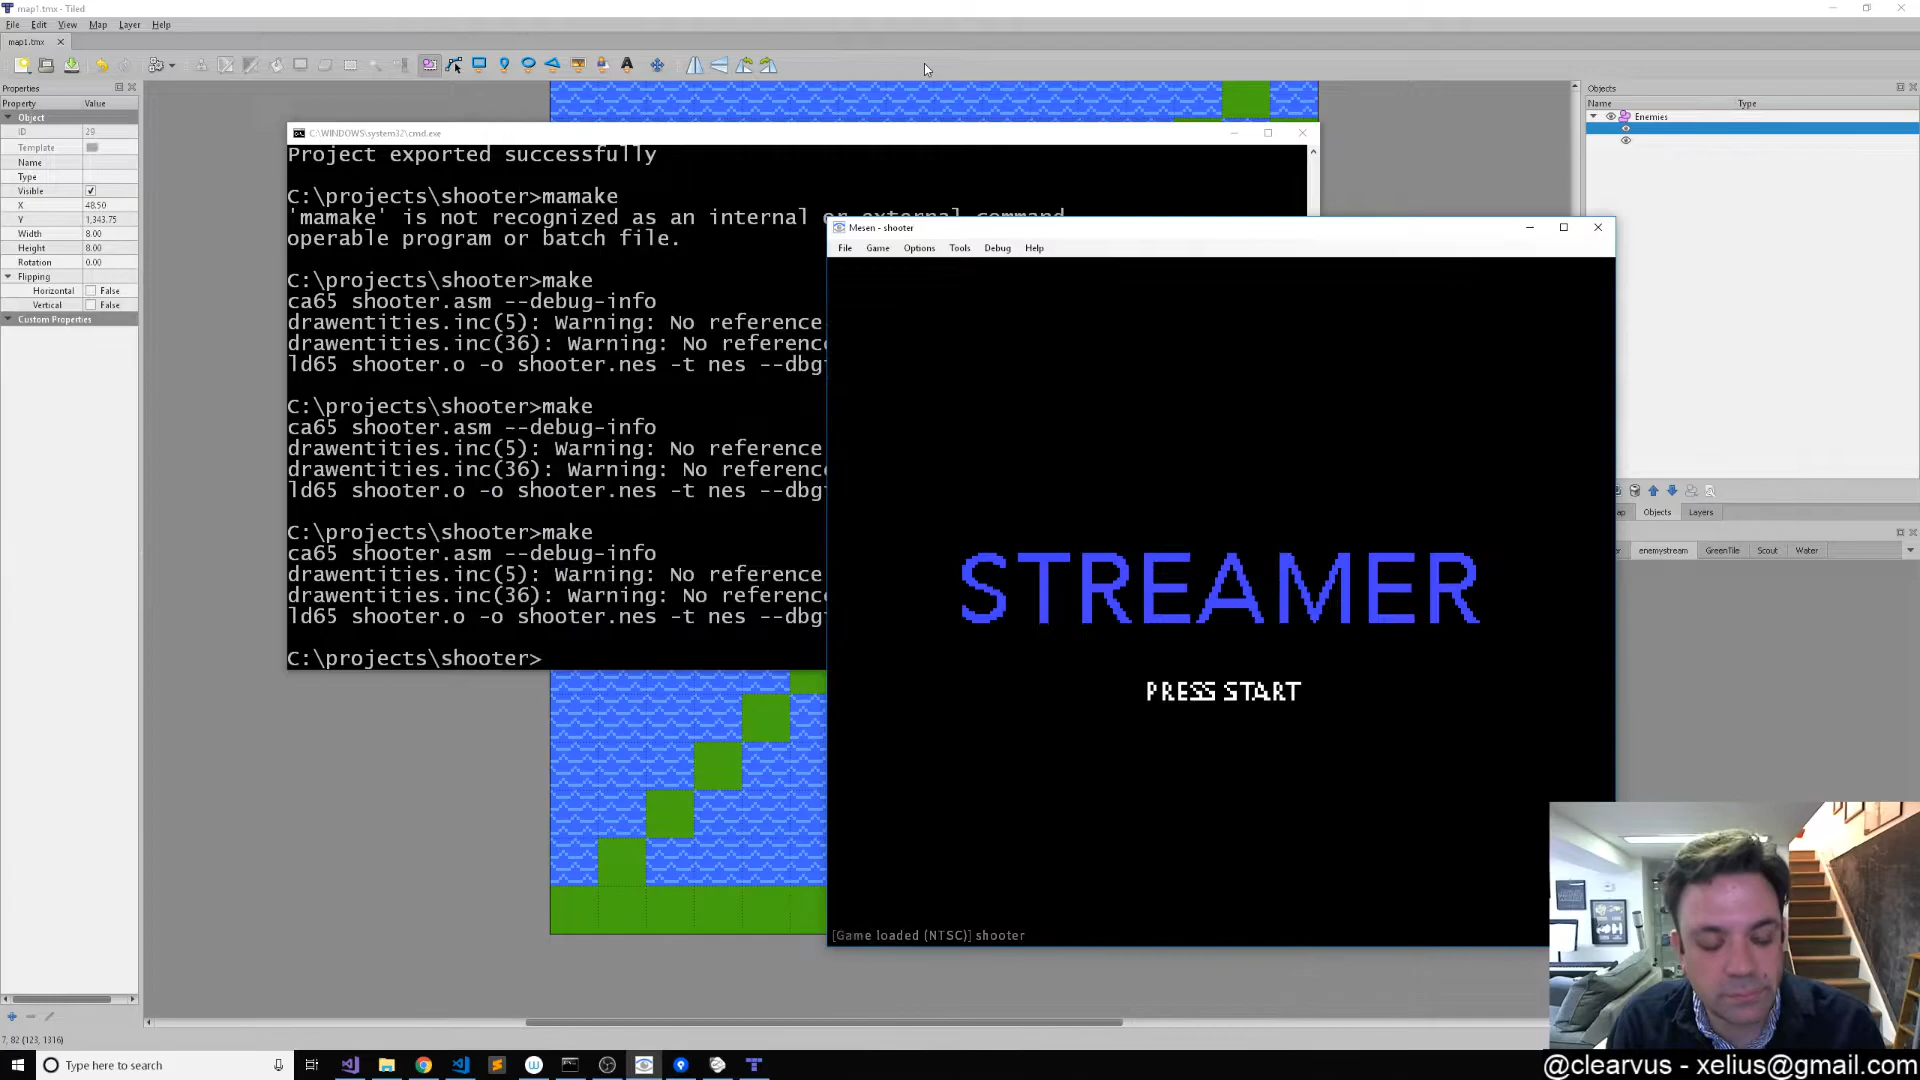 map1.tmx - Tiled
File Edit View Map Layer Help
map1.tmx
Properties
Property Value
Object
ID 29
Template
Name
Type
Visible
X 48.50
Y 1,343.75
Width 8.00
Height 8.00
Rotation 0.00
Flipping
Horizontal False
Vertical False
Custom Properties
7, 82 (123, 1316)
C:\WINDOWS\system32\cmd.exe
Project exported successfully
C:\projects\shooter>mamake
'mamake' is not recognized as an internal or external command
operable program or batch file.
C:\projects\shooter>make
ca65 shooter.asm --debug-info
drawentities.inc(5): Warning: No reference
drawentities.inc(36): Warning: No reference
ld65 shooter.o -o shooter.nes -t nes --dbgf
C:\projects\shooter>make
ca65 shooter.asm --debug-info
drawentities.inc(5): Warning: No reference
drawentities.inc(36): Warning: No reference
ld65 shooter.o -o shooter.nes -t nes --dbgf
C:\projects\shooter>make
ca65 shooter.asm --debug-info
drawentities.inc(5): Warning: No reference
drawentities.inc(36): Warning: No reference
ld65 shooter.o -o shooter.nes -t nes --dbgf
C:\projects\shooter>
Mesen - shooter
File Game Options Tools Debug Help
STREAMER
PRESS START
[Game loaded (NTSC)] shooter
Objects
Name Type
Enemies
Objects Layers
enemystream GreenTile Scout Water
Type here to search
@clearvus - xelius@gmail.com